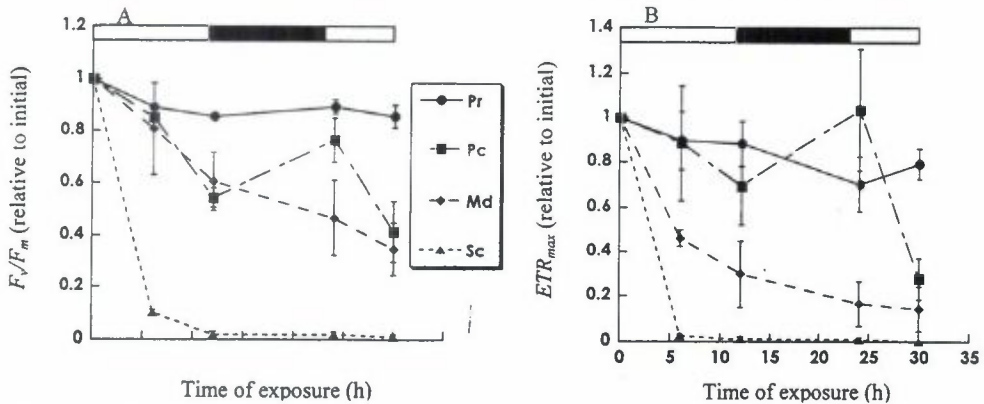 A
1.2
1
0.8
0.6
0.4
0.2
0
Fv/Fm (relative to initial)
Time of exposure (h)
Pr
Pc
Md
Sc
B
1.4
1.2
1
0.8
0.6
0.4
0.2
0
ETRmax (relative to initial)
0 5 10 15 20 25 30 35
Time of exposure (h)